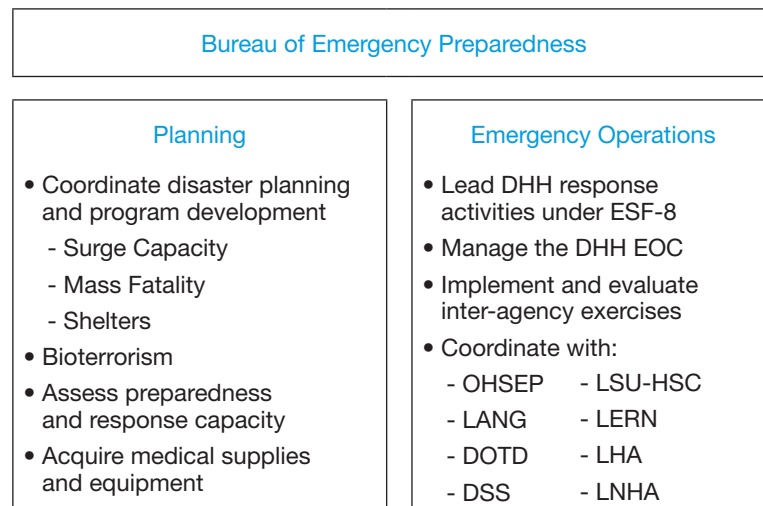 Bureau of Emergency Preparedness
Planning
• Coordinate disaster planning
and program development
- Surge Capacity
- Mass Fatality
- Shelters
• Bioterrorism
• Assess preparedness
and response capacity
• Acquire medical supplies
and equipment
Emergency Operations
• Lead DHH response
activities under ESF-8
• Manage the DHH EOC
• Implement and evaluate
inter-agency exercises
• Coordinate with:
- OHSEP - LSU-HSC
- LANG - LERN
- DOTD - LHA
- DSS - LNHA